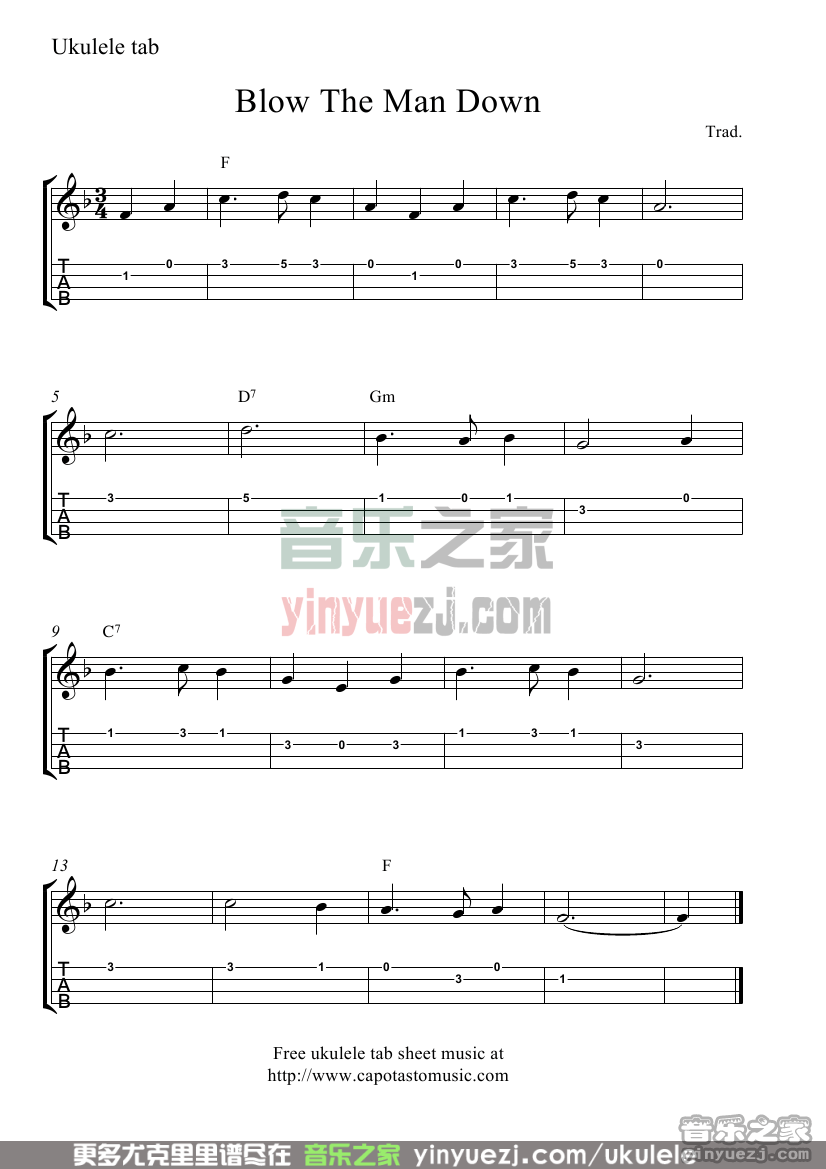 Ukulele tab
Blow The Man Down
Trad.
F
3
4
T 0 3 5 3 0 0 3 5 3 0
A 1 1
B
5 D7 Gm
T 3 5 1 0 1 0
A 3
B
音乐之家
yinyuezj.com
9 C7
T 1 3 1 1 3 1
A 3 0 3 3
B
13 F
T 3 3 1 0 0
A 3 1
B
Free ukulele tab sheet music at
http://www.capotastomusic.com
音乐之家
更多尤克里里谱尽在 音乐之家 yinyuezj.com/ukulele
yinyuezj.com